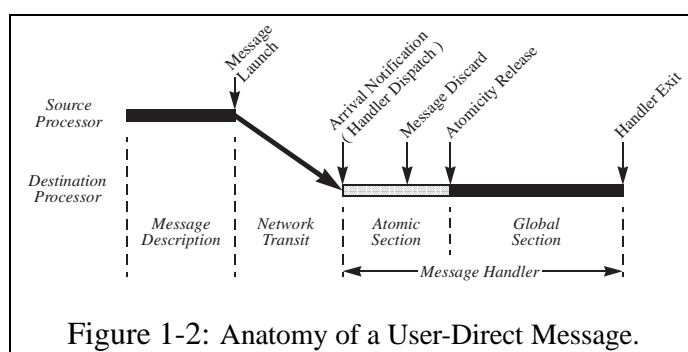 Message
Launch
Arrival Notification
( Handler Dispatch )
Message Discard
Atomicity Release
Handler Exit
Source
Processor
Destination
Processor
Message
Description
Network
Transit
Atomic
Section
Global
Section
Message Handler
Figure 1-2: Anatomy of a User-Direct Message.